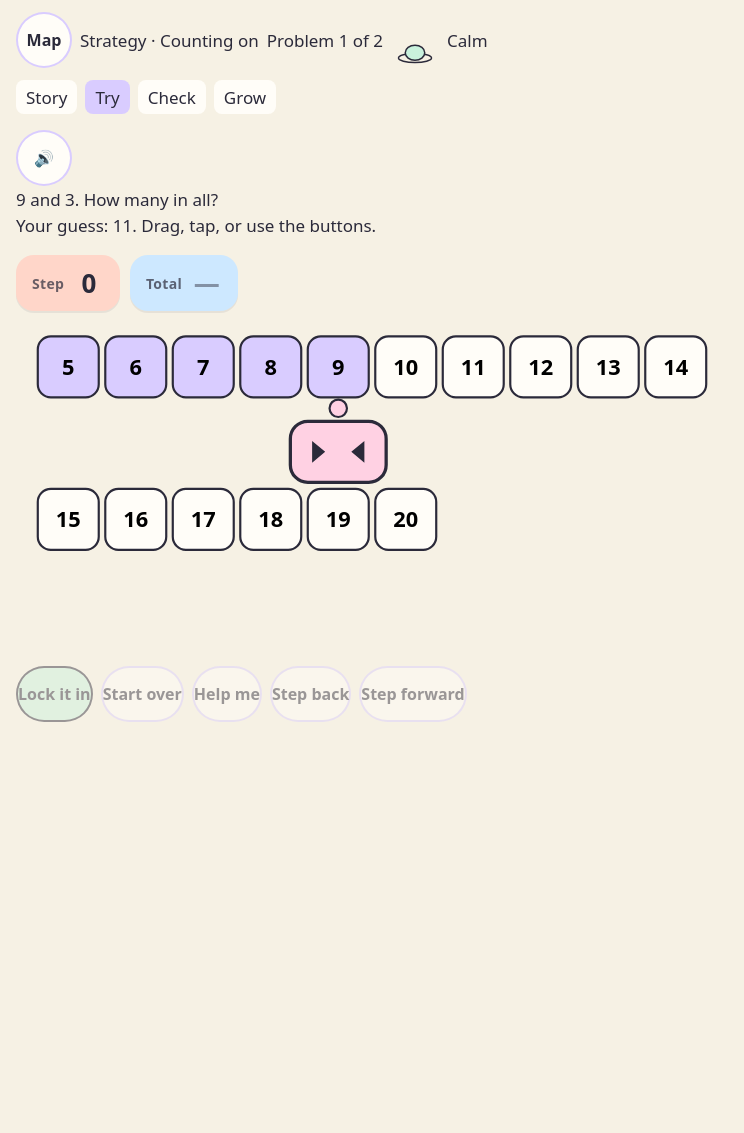 Map Strategy · Counting on Problem 1 of 2 Calm
Story Try Check Grow
9 and 3. How many in all?
Your guess: 11. Drag, tap, or use the buttons.
Step 0 Total —
5 6 7 8 9 10 11 12 13 14
15 16 17 18 19 20
Lock it in Start over Help me Step back Step forward